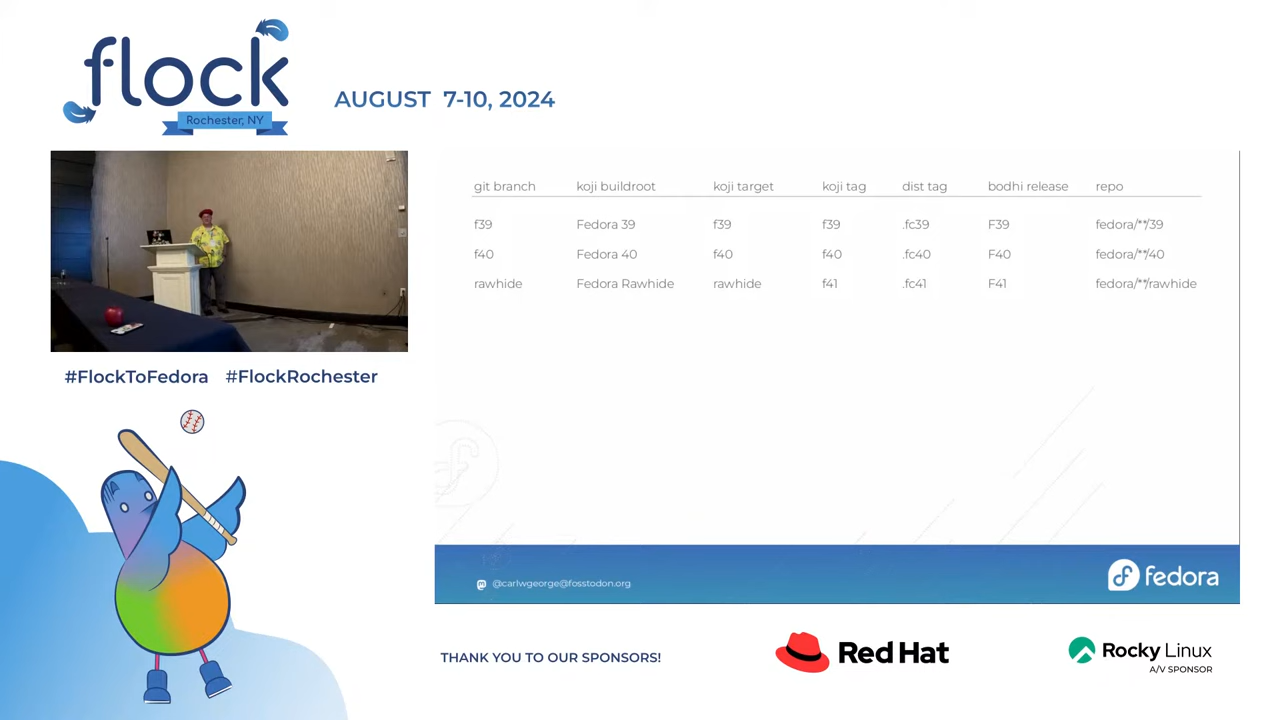 flock
Rochester, NY
AUGUST 7-10, 2024
git branch koji buildroot koji target koji tag dist tag bodhi release repo
f39 Fedora 39 f39 f39 .fc39 F39 fedora/**/39
f40 Fedora 40 f40 f40 .fc40 F40 fedora/**/40
rawhide Fedora Rawhide rawhide f41 .fc41 F41 fedora/**/rawhide
#FlockToFedora #FlockRochester
@carlwgeorge@fosstodon.org
fedora
THANK YOU TO OUR SPONSORS!
Red Hat
Rocky Linux
A/V SPONSOR